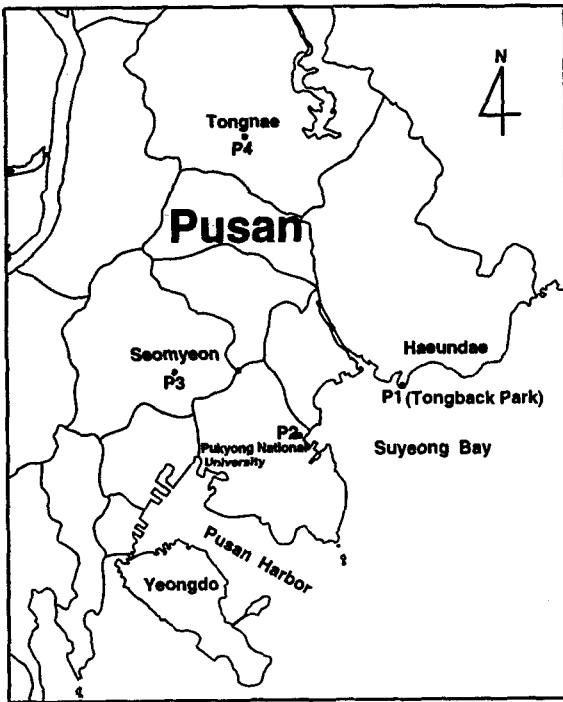 N
Tongnae
P4
Pusan
Haeundae
Seomyeon
P3
P1 (Tongback Park)
P2
Pukyong National
University
Suyeong Bay
Pusan Harbor
Yeongdo